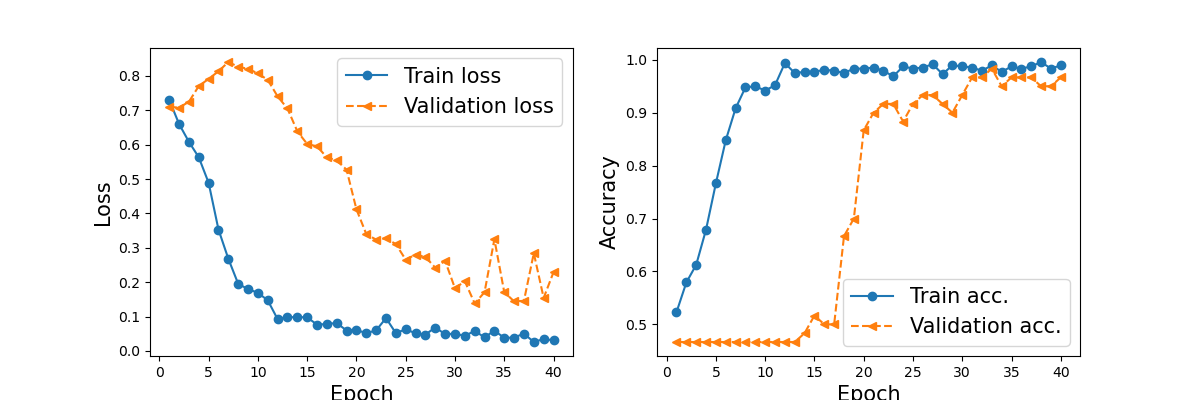 Loss
0.8
0.7
0.6
0.5
0.4
0.3
0.2
0.1
0.0
Train loss
Validation loss
0 5 10 15 20 25 30 35 40
Epoch
Accuracy
1.0
0.9
0.8
0.7
0.6
0.5
Train acc.
Validation acc.
0 5 10 15 20 25 30 35 40
Epoch